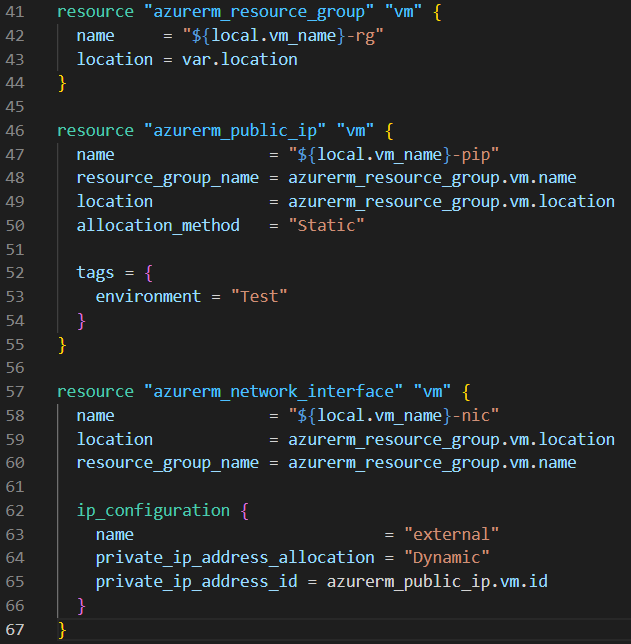 41 resource "azurerm_resource_group" "vm" {
42   name     = "${local.vm_name}-rg"
43   location = var.location
44 }
45
46 resource "azurerm_public_ip" "vm" {
47   name                = "${local.vm_name}-pip"
48   resource_group_name = azurerm_resource_group.vm.name
49   location            = azurerm_resource_group.vm.location
50   allocation_method   = "Static"
51
52   tags = {
53     environment = "Test"
54   }
55 }
56
57 resource "azurerm_network_interface" "vm" {
58   name                = "${local.vm_name}-nic"
59   location            = azurerm_resource_group.vm.location
60   resource_group_name = azurerm_resource_group.vm.name
61
62   ip_configuration {
63     name                          = "external"
64     private_ip_address_allocation = "Dynamic"
65     private_ip_address_id = azurerm_public_ip.vm.id
66   }
67 }